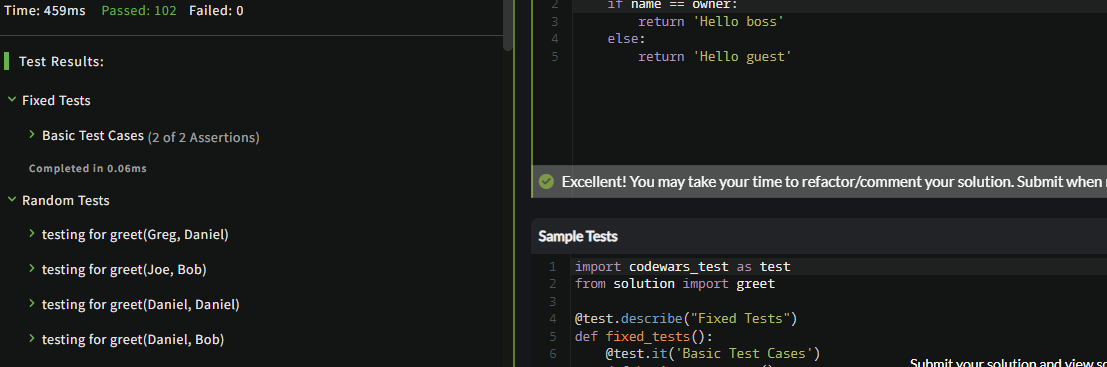 Time: 459ms Passed: 102 Failed: 0
Test Results:
Fixed Tests
Basic Test Cases (2 of 2 Assertions)
Completed in 0.06ms
Random Tests
testing for greet(Greg, Daniel)
testing for greet(Joe, Bob)
testing for greet(Daniel, Daniel)
testing for greet(Daniel, Bob)
2 if name == owner:
3 return 'Hello boss'
4 else:
5 return 'Hello guest'
Excellent! You may take your time to refactor/comment your solution. Submit when
Sample Tests
1 import codewars_test as test
2 from solution import greet
3
4 @test.describe("Fixed Tests")
5 def fixed_tests():
6 @test.it('Basic Test Cases')
Submit your solution and view